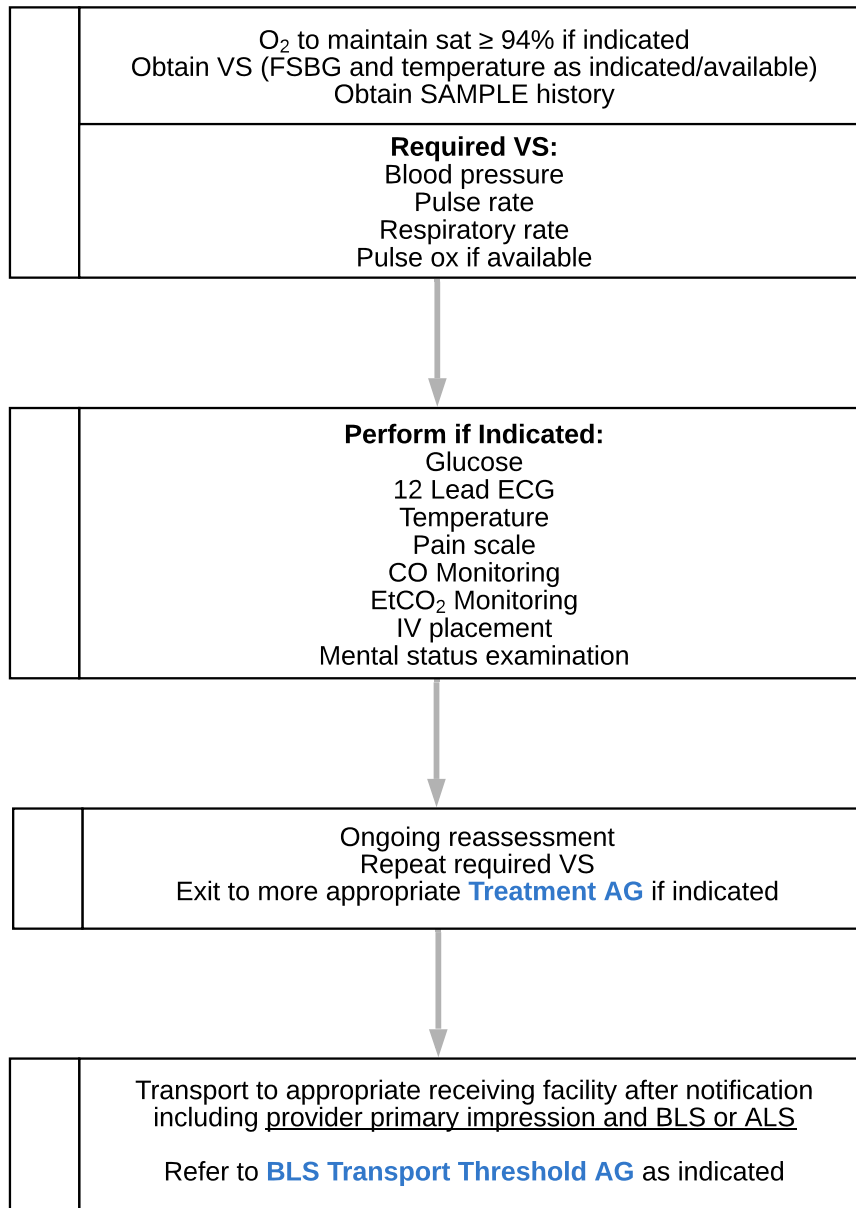 O₂ to maintain sat ≥ 94% if indicated
Obtain VS (FSBG and temperature as indicated/available)
Obtain SAMPLE history
Required VS:
Blood pressure
Pulse rate
Respiratory rate
Pulse ox if available
Perform if Indicated:
Glucose
12 Lead ECG
Temperature
Pain scale
CO Monitoring
EtCO₂ Monitoring
IV placement
Mental status examination
Ongoing reassessment
Repeat required VS
Exit to more appropriate Treatment AG if indicated
Transport to appropriate receiving facility after notification
including provider primary impression and BLS or ALS
Refer to BLS Transport Threshold AG as indicated